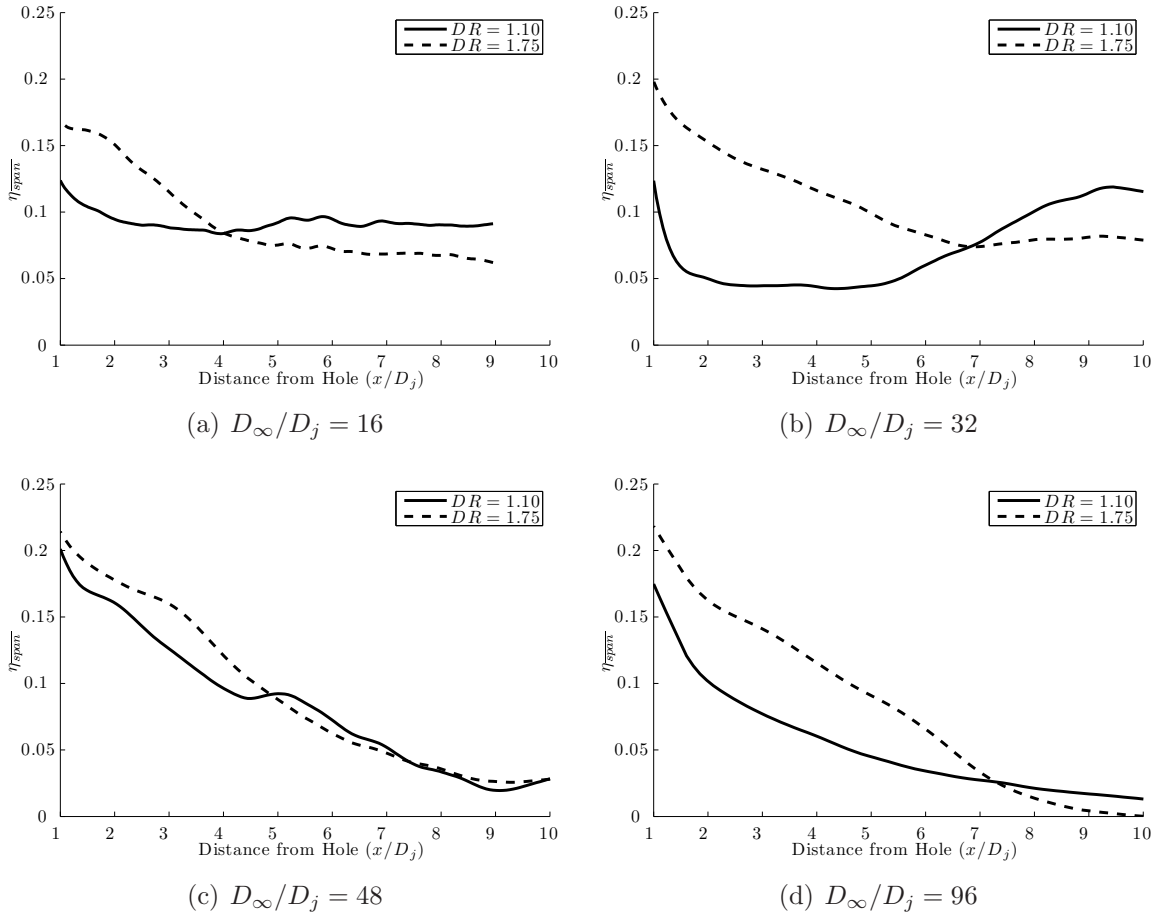 0.25
0.2
0.15
0.1
0.05
0
η̅_span
DR = 1.10
DR = 1.75
1 2 3 4 5 6 7 8 9 10
Distance from Hole (x/D_j)
(a) D_∞/D_j = 16
0.25
0.2
0.15
0.1
0.05
0
η̅_span
DR = 1.10
DR = 1.75
1 2 3 4 5 6 7 8 9 10
Distance from Hole (x/D_j)
(b) D_∞/D_j = 32
0.25
0.2
0.15
0.1
0.05
0
η̅_span
DR = 1.10
DR = 1.75
1 2 3 4 5 6 7 8 9 10
Distance from Hole (x/D_j)
(c) D_∞/D_j = 48
0.25
0.2
0.15
0.1
0.05
0
η̅_span
DR = 1.10
DR = 1.75
1 2 3 4 5 6 7 8 9 10
Distance from Hole (x/D_j)
(d) D_∞/D_j = 96